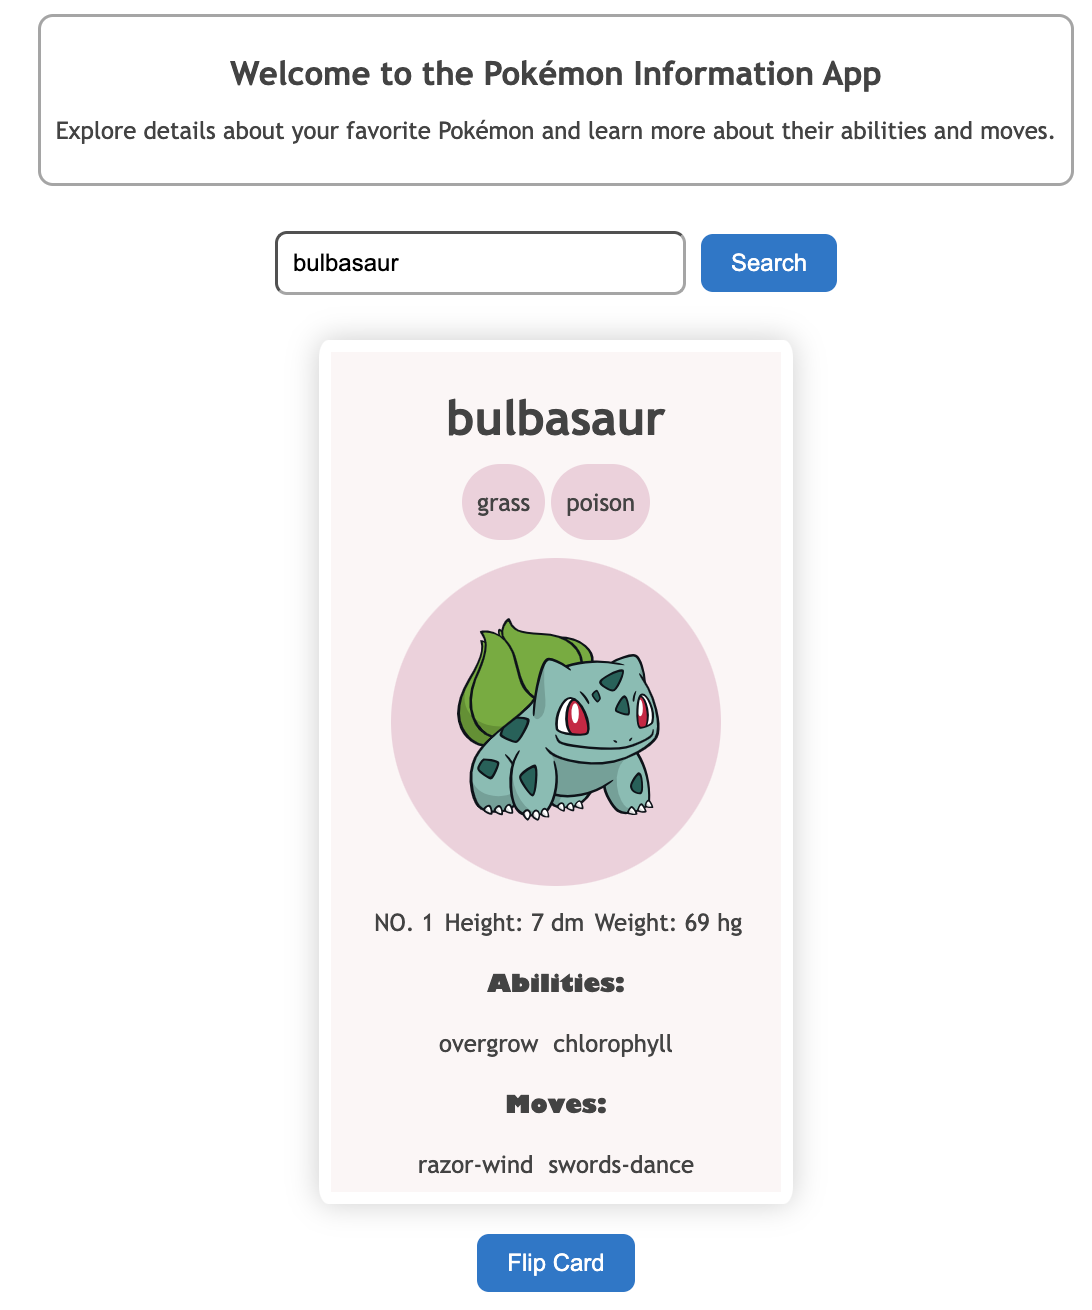 Welcome to the Pokémon Information App
Explore details about your favorite Pokémon and learn more about their abilities and moves.
bulbasaur Search
bulbasaur
grass poison
NO. 1 Height: 7 dm Weight: 69 hg
Abilities:
overgrow chlorophyll
Moves:
razor-wind swords-dance
Flip Card